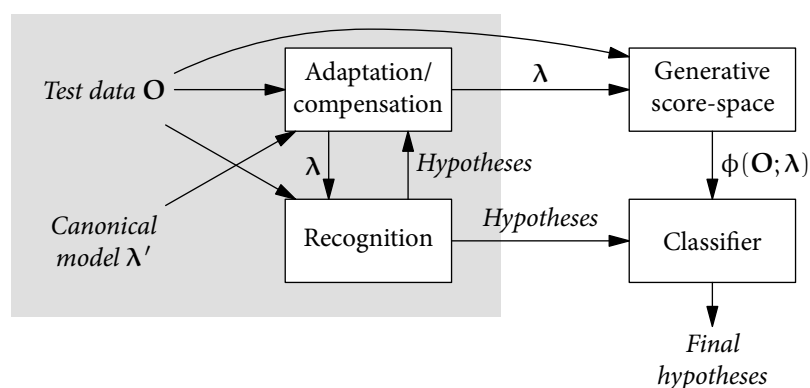 Adaptation/
compensation
Generative
score-space
Test data O
λ
λ
Hypotheses
ϕ(O; λ)
Canonical
model λ′
Recognition
Hypotheses
Classifier
Final
hypotheses